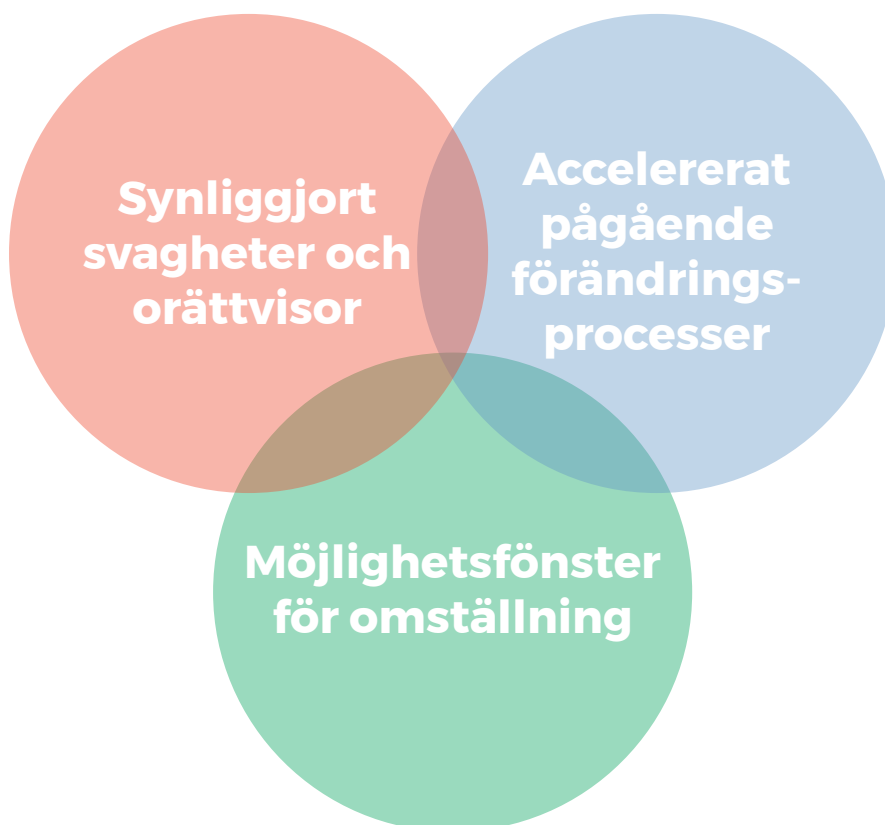 Synliggjort
svagheter och
orättvisor
Accelererat
pågående
förändrings-
processer
Möjlighetsfönster
för omställning